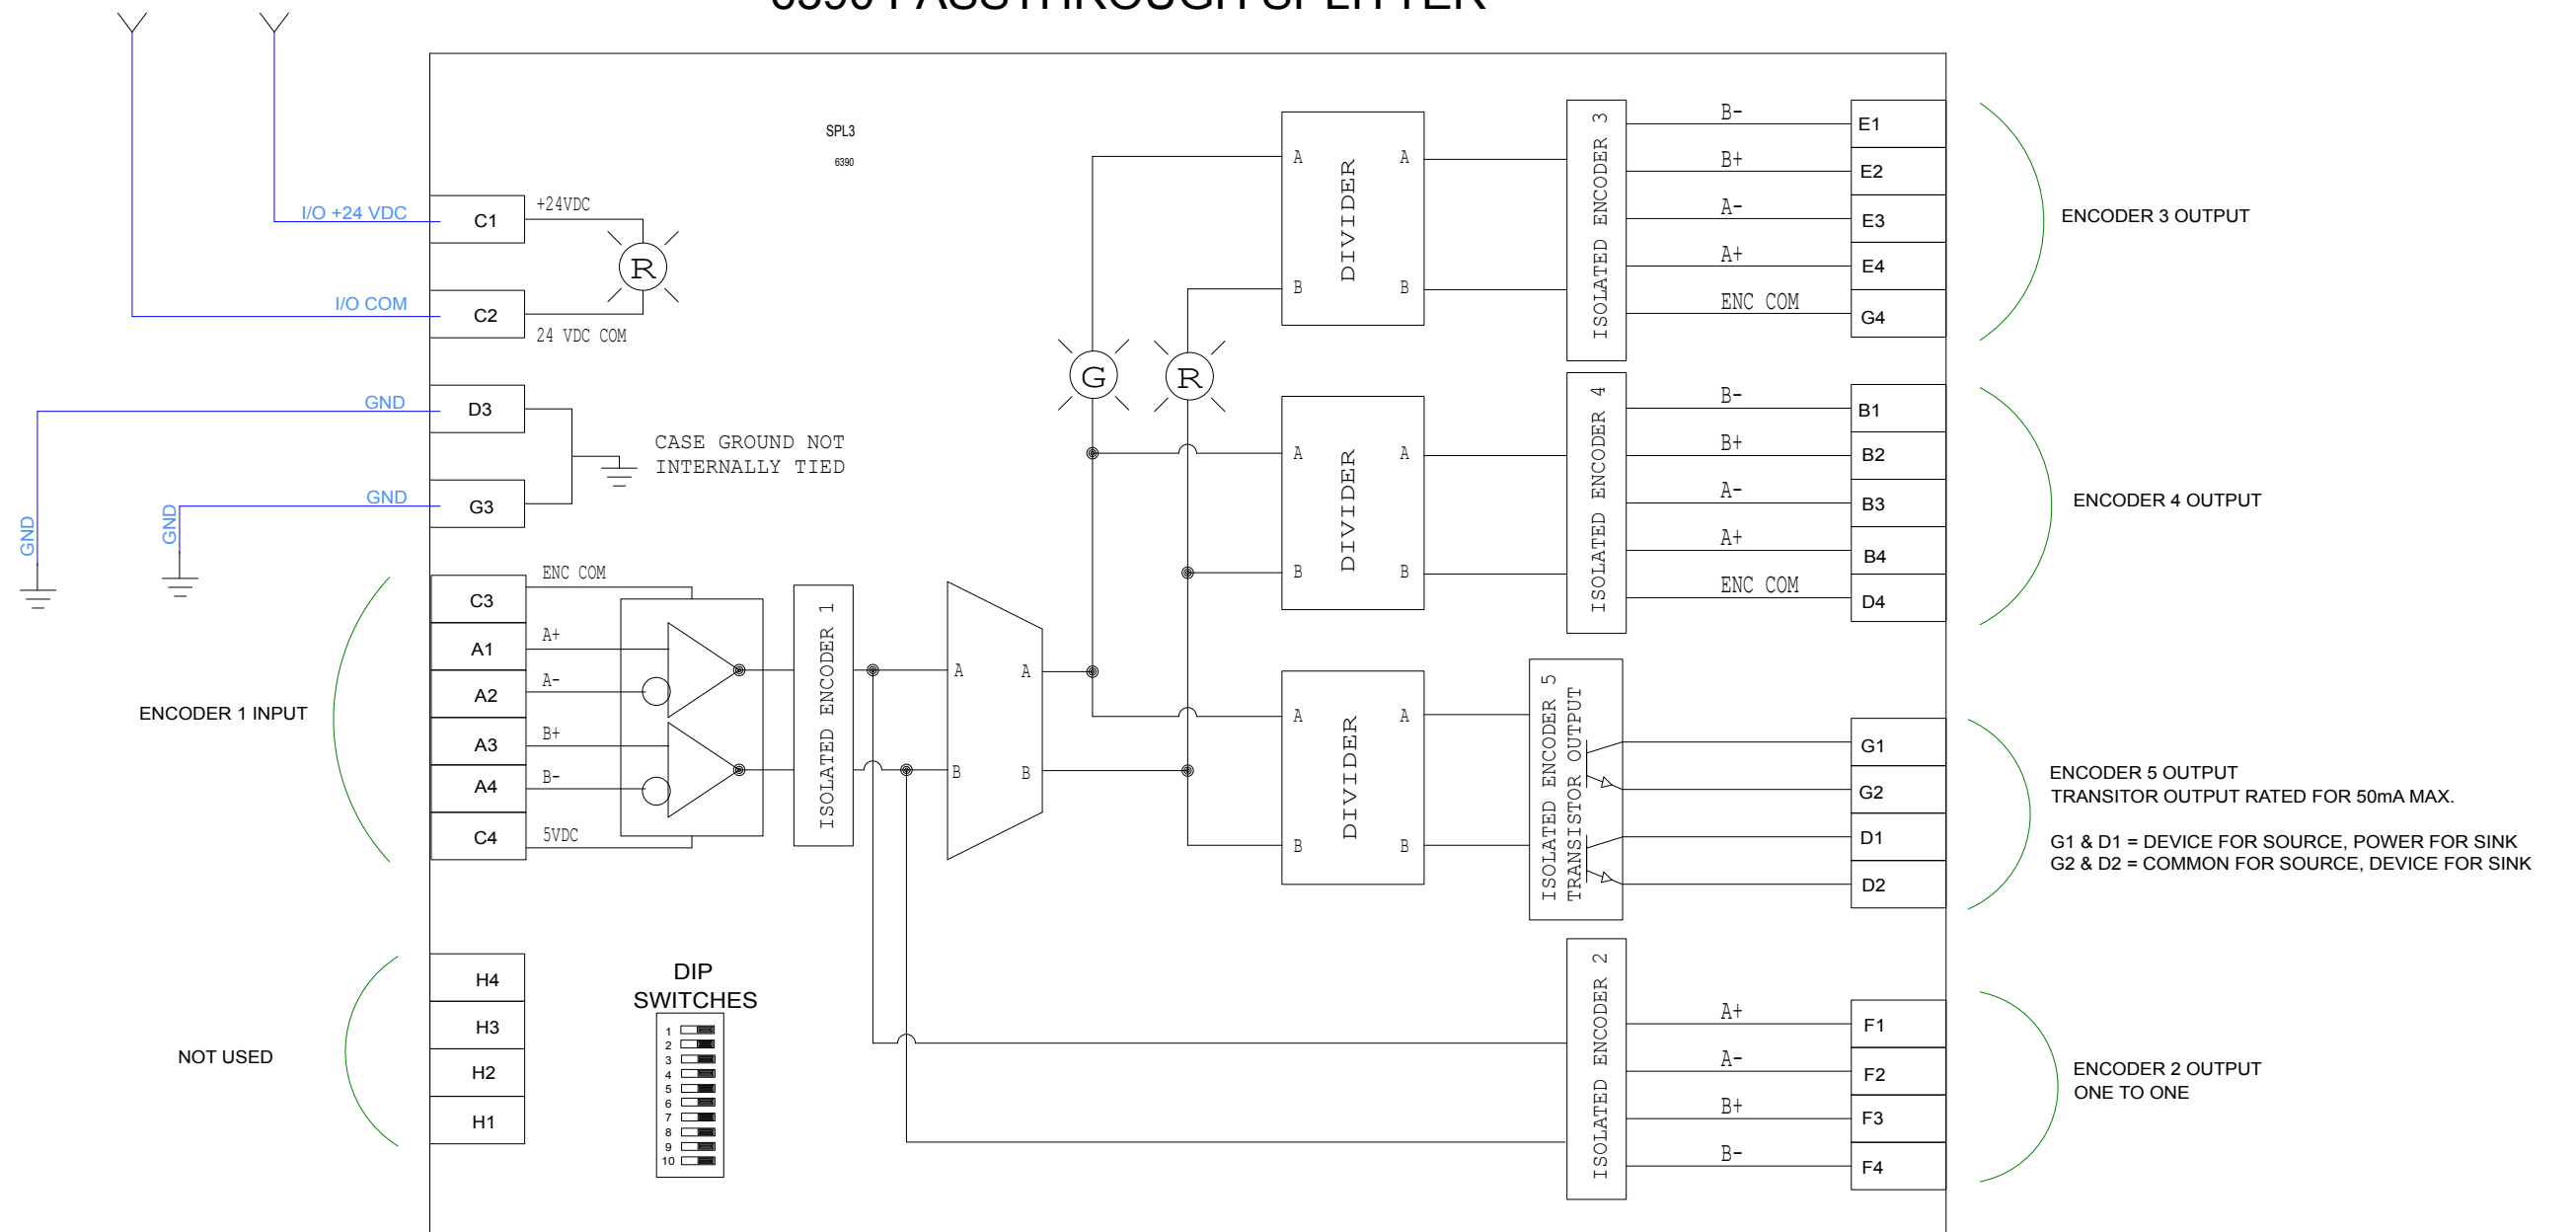 6390 PASSTHROUGH SPLITTER
SPL3
6390
I/O +24 VDC
C1
+24VDC
R
I/O COM
C2
24 VDC COM
GND
D3
CASE GROUND NOT
INTERNALLY TIED
GND
G3
GND
GND
ENCODER 1 INPUT
C3
ENC COM
A1
A+
A2
A-
A3
B+
A4
B-
C4
5VDC
ISOLATED ENCODER 1
A
A
B
B
G
R
A
A
DIVIDER
B
B
ISOLATED ENCODER 3
B-
E1
B+
E2
A-
E3
A+
E4
ENC COM
G4
ENCODER 3 OUTPUT
A
A
DIVIDER
B
B
ISOLATED ENCODER 4
B-
B1
B+
B2
A-
B3
A+
B4
ENC COM
D4
ENCODER 4 OUTPUT
A
A
DIVIDER
B
B
ISOLATED ENCODER 5
TRANSISTOR OUTPUT
G1
G2
D1
D2
ENCODER 5 OUTPUT
TRANSITOR OUTPUT RATED FOR 50mA MAX.
G1 & D1 = DEVICE FOR SOURCE, POWER FOR SINK
G2 & D2 = COMMON FOR SOURCE, DEVICE FOR SINK
NOT USED
H4
H3
H2
H1
DIP
SWITCHES
1
2
3
4
5
6
7
8
9
10
ISOLATED ENCODER 2
A+
F1
A-
F2
B+
F3
B-
F4
ENCODER 2 OUTPUT
ONE TO ONE